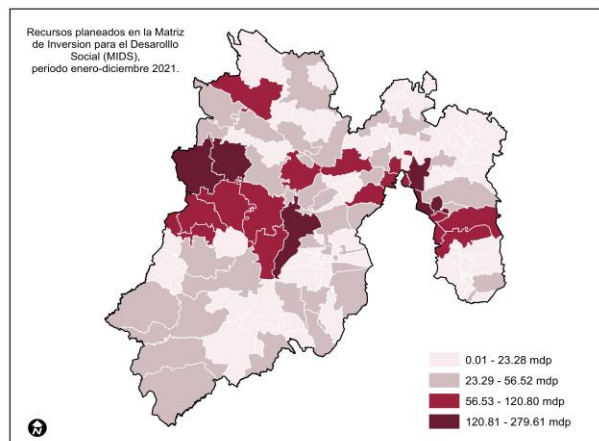 Recursos planeados en la Matriz
de Inversion para el Desarolllo
Social (MIDS),
periodo enero-diciembre 2021.
0.01 - 23.28 mdp
23.29 - 56.52 mdp
56.53 - 120.80 mdp
120.81 - 279.61 mdp
N